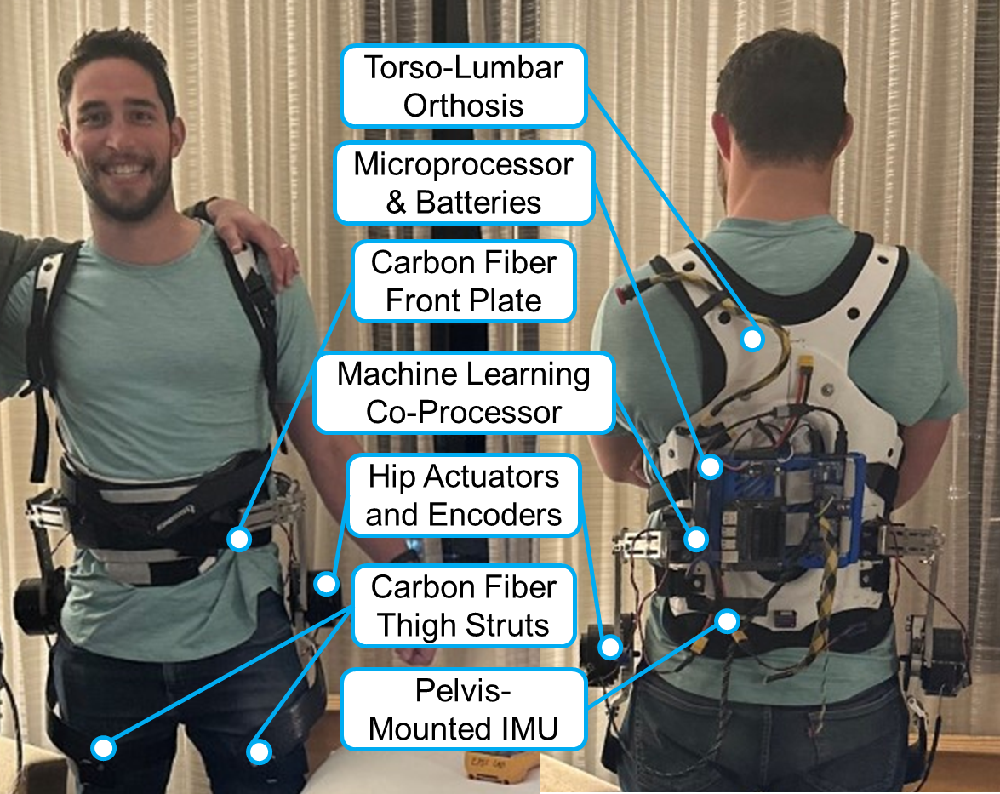 Torso-Lumbar
Orthosis
Microprocessor
& Batteries
Carbon Fiber
Front Plate
Machine Learning
Co-Processor
Hip Actuators
and Encoders
Carbon Fiber
Thigh Struts
Pelvis-
Mounted IMU